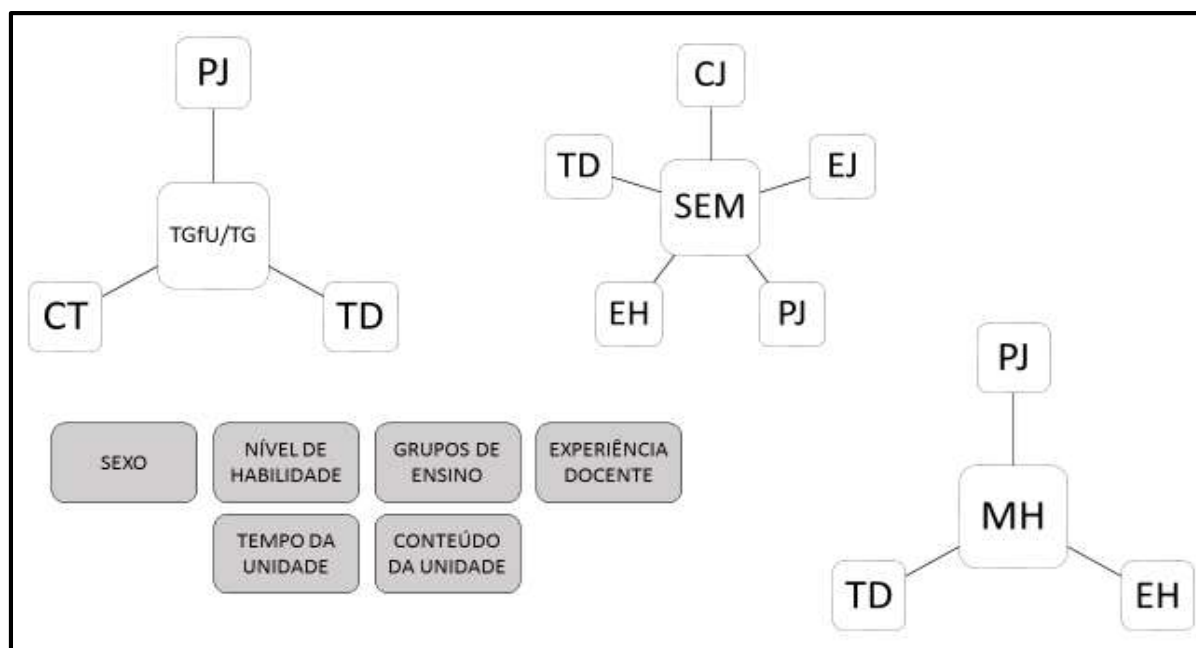 PJ
TGfU/TG
CT
TD
CJ
TD
EJ
SEM
EH
PJ
PJ
MH
TD
EH
SEXO
NÍVEL DE
HABILIDADE
GRUPOS DE
ENSINO
EXPERIÊNCIA
DOCENTE
TEMPO DA
UNIDADE
CONTEÚDO
DA UNIDADE